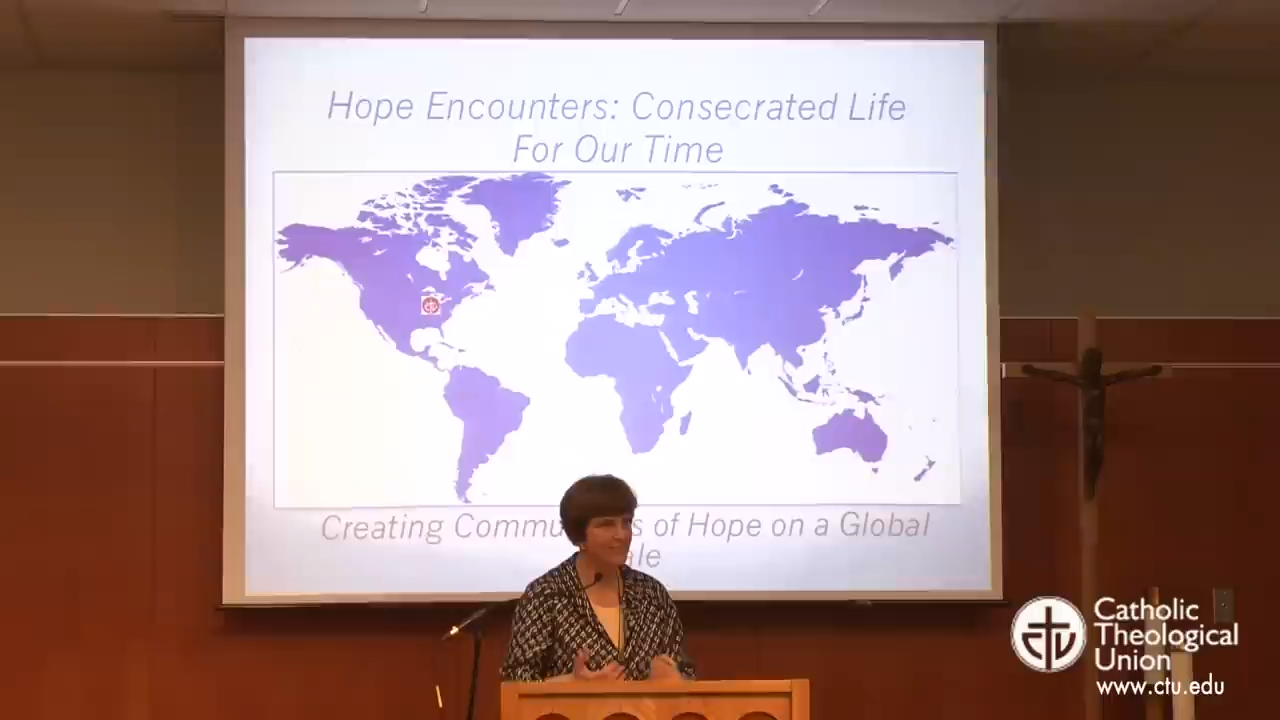 Hope Encounters: Consecrated Life
For Our Time
Creating Commu s of Hope on a Global
ale
Catholic
Theological
Union
www.ctu.edu